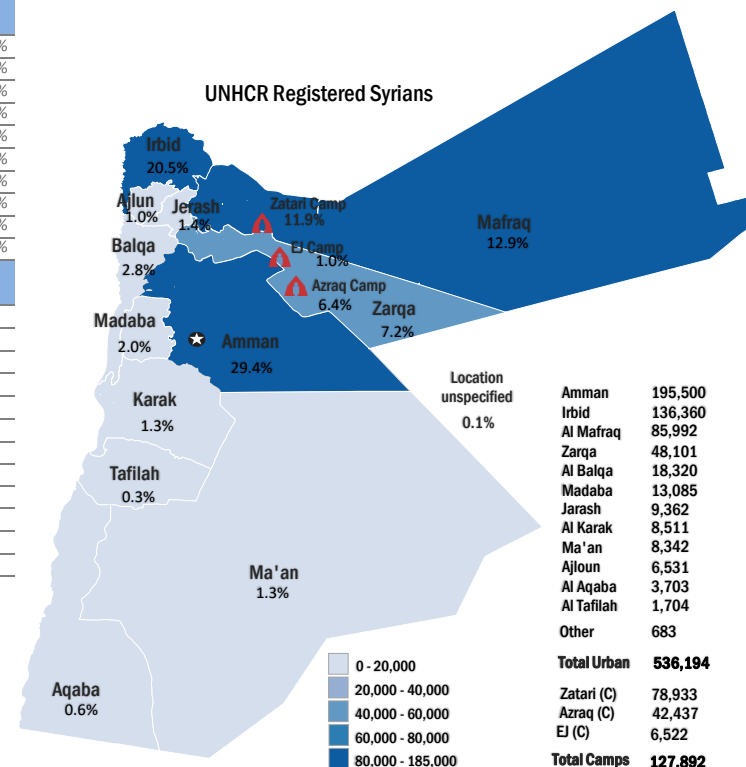 %
%
%
%
%
%
%
%
%
%
UNHCR Registered Syrians
Irbid
20.5%
Ajlun
1.0%
Jerash
1.4%
Zatari Camp
11.9%
Mafraq
12.9%
Balqa
2.8%
EJ Camp
1.0%
Azraq Camp
6.4%
Zarqa
7.2%
Madaba
2.0%
Amman
29.4%
Karak
1.3%
Location
unspecified
0.1%
Tafilah
0.3%
Ma'an
1.3%
Aqaba
0.6%
0 - 20,000
20,000 - 40,000
40,000 - 60,000
60,000 - 80,000
80,000 - 185,000
Amman 195,500
Irbid 136,360
Al Mafraq 85,992
Zarqa 48,101
Al Balqa 18,320
Madaba 13,085
Jarash 9,362
Al Karak 8,511
Ma'an 8,342
Ajloun 6,531
Al Aqaba 3,703
Al Tafilah 1,704
Other 683
Total Urban 536,194
Zatari (C) 78,933
Azraq (C) 42,437
EJ (C) 6,522
Total Camps 127,892